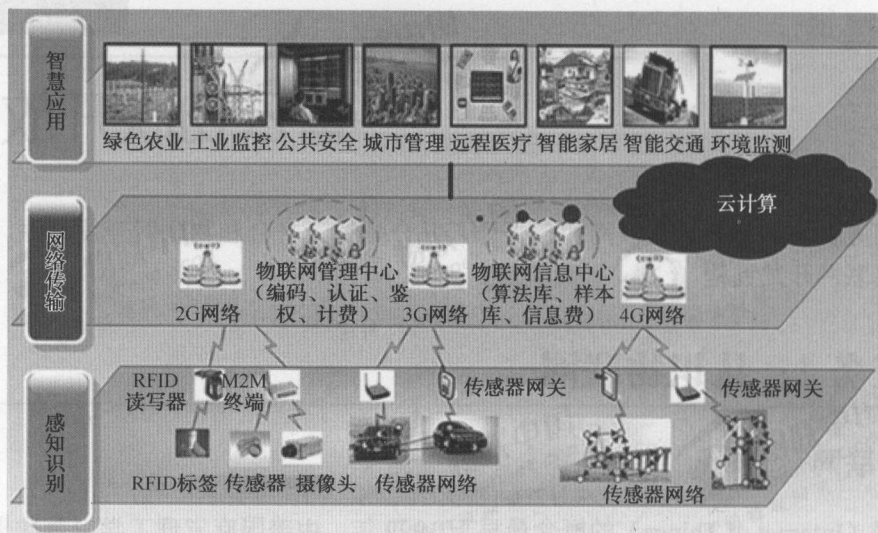 智慧应用
绿色农业 工业监控 公共安全 城市管理 远程医疗 智能家居 智能交通 环境监测
云计算
网络传输
物联网管理中心
（编码、认证、鉴
权、计费）
物联网信息中心
（算法库、样本
库、信息费）
2G网络
3G网络
4G网络
感知识别
RFID
读写器
M2M
终端
传感器网关
传感器网关
RFID标签 传感器 摄像头 传感器网络
传感器网络